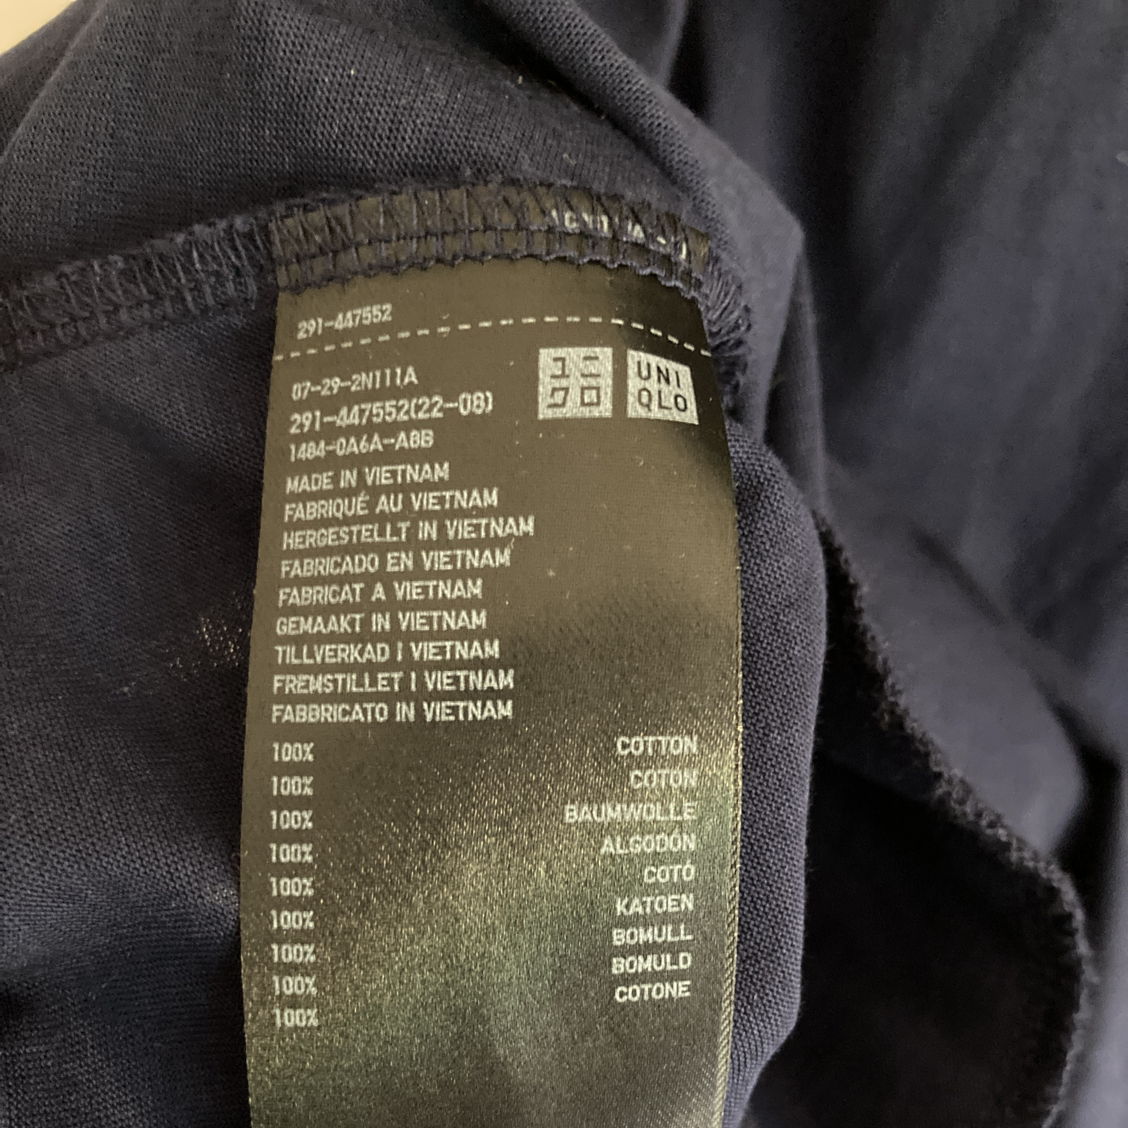 291-447552
07-29-2N111A
291-447552(22-08)
1484-0A6A-A8B
ユニ
クロ
UNI
QLO
MADE IN VIETNAM
FABRIQUÉ AU VIETNAM
HERGESTELLT IN VIETNAM
FABRICADO EN VIETNAM
FABRICAT A VIETNAM
GEMAAKT IN VIETNAM
TILLVERKAD I VIETNAM
FREMSTILLET I VIETNAM
FABBRICATO IN VIETNAM
100% COTTON
100% COTON
100% BAUMWOLLE
100% ALGODÓN
100% COTÓ
100% KATOEN
100% BOMULL
100% BOMULD
100% COTONE